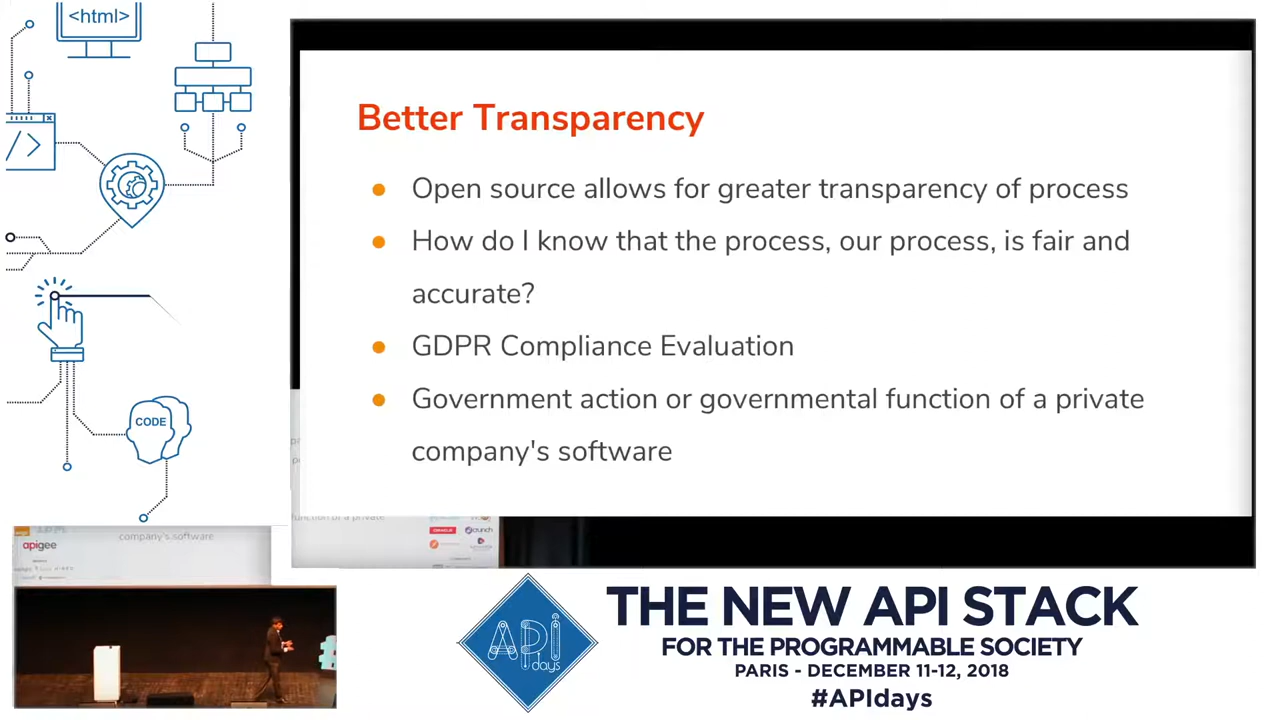 <html>
Better Transparency
● Open source allows for greater transparency of process
● How do I know that the process, our process, is fair and
accurate?
● GDPR Compliance Evaluation
● Government action or governmental function of a private
company's software
</>
CODE
function of a private
company's software
apigee
ORACLE
crunch
API
days
THE NEW API STACK
FOR THE PROGRAMMABLE SOCIETY
PARIS - DECEMBER 11-12, 2018
#APIdays